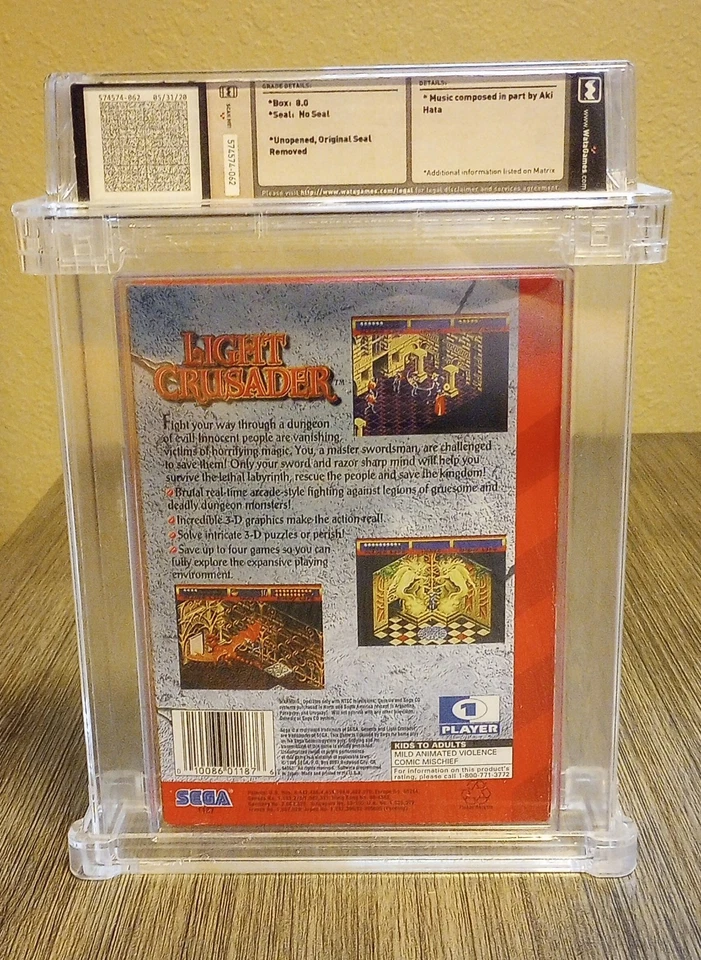 574574-062 05/31/20
SCAN ME!
574574-062
GRADE DETAILS:
*Box: 8.0
*Seal: No Seal
*Unopened, Original Seal
Removed
DETAILS:
* Music composed in part by Aki
Hata
*Additional information listed on Matrix
Please visit http://www.watagames.com/legal for legal disclaimer and services agreement.
www.WataGames.com
LIGHT
CRUSADER™
Fight your way through a dungeon
of evil! Innocent people are vanishing,
victims of horrifying magic. You, a master swordsman, are challenged
to save them! Only your sword and razor sharp mind will help you
survive the lethal labyrinth, rescue the people and save the kingdom!
Brutal real-time arcade-style fighting against legions of gruesome and
deadly dungeon monsters!
Incredible 3-D graphics make the action real!
Solve intricate 3-D puzzles or perish!
Save up to four games so you can
fully explore the expansive playing
environment.
1
PLAYER
KIDS TO ADULTS
MILD ANIMATED VIOLENCE
COMIC MISCHIEF
For information on this product's
rating, please call 1-800-771-3772
0 10086 01187 6
SEGA